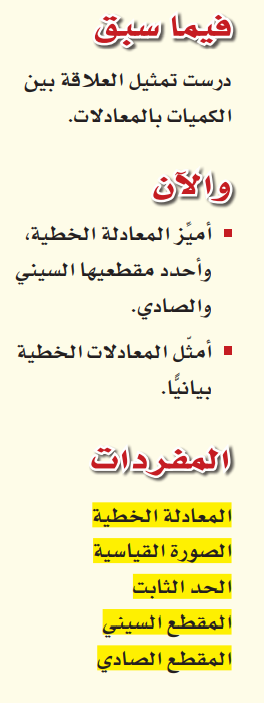 فيما سبق
درست تمثيل العلاقة بين
الكميات بالمعادلات.
والآن
■ أميِّز المعادلة الخطية،
وأحدد مقطعيها السيني
والصادي.
■ أمثّل المعادلات الخطية
بيانيًّا.
المفردات
المعادلة الخطية
الصورة القياسية
الحد الثابت
المقطع السيني
المقطع الصادي